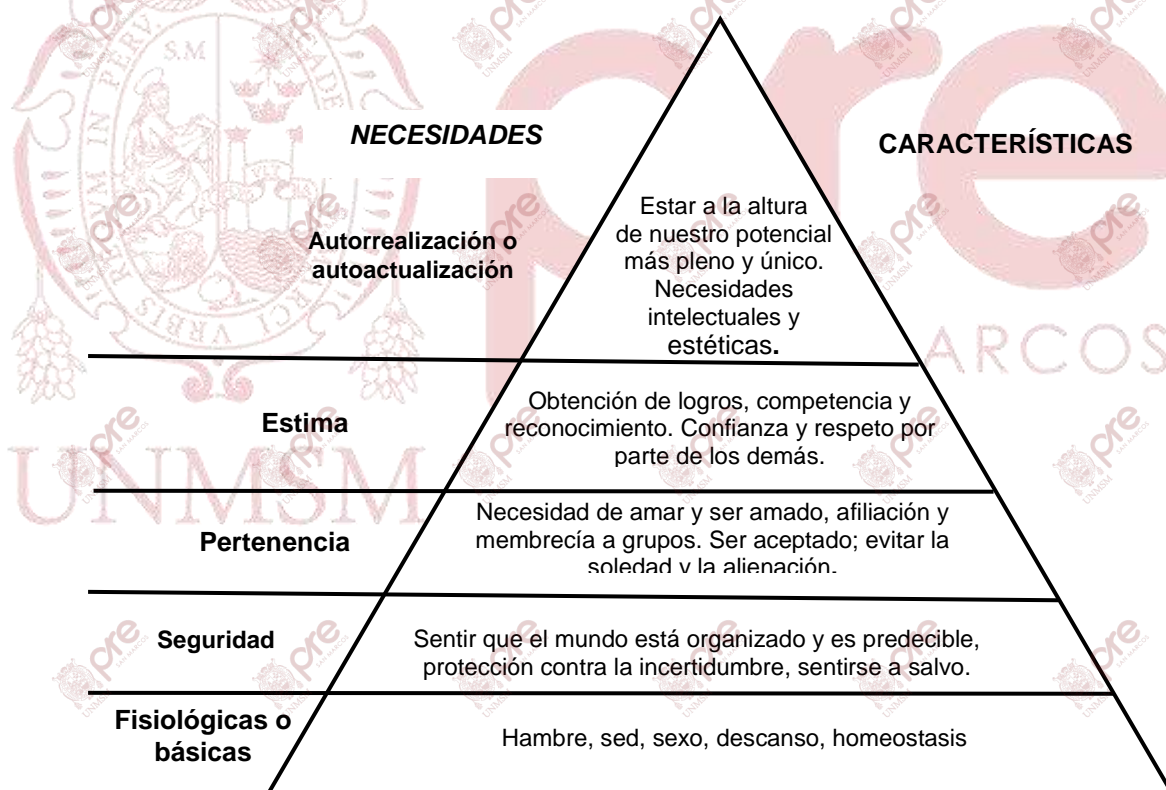 NECESIDADES
CARACTERÍSTICAS
Autorrealización o
autoactualización
Estar a la altura
de nuestro potencial
más pleno y único.
Necesidades
intelectuales y
estéticas.
Estima
Obtención de logros, competencia y
reconocimiento. Confianza y respeto por
parte de los demás.
Pertenencia
Necesidad de amar y ser amado, afiliación y
membrecía a grupos. Ser aceptado; evitar la
soledad y la alienación.
Seguridad
Sentir que el mundo está organizado y es predecible,
protección contra la incertidumbre, sentirse a salvo.
Fisiológicas o
básicas
Hambre, sed, sexo, descanso, homeostasis
UNMSM
pre
S.M